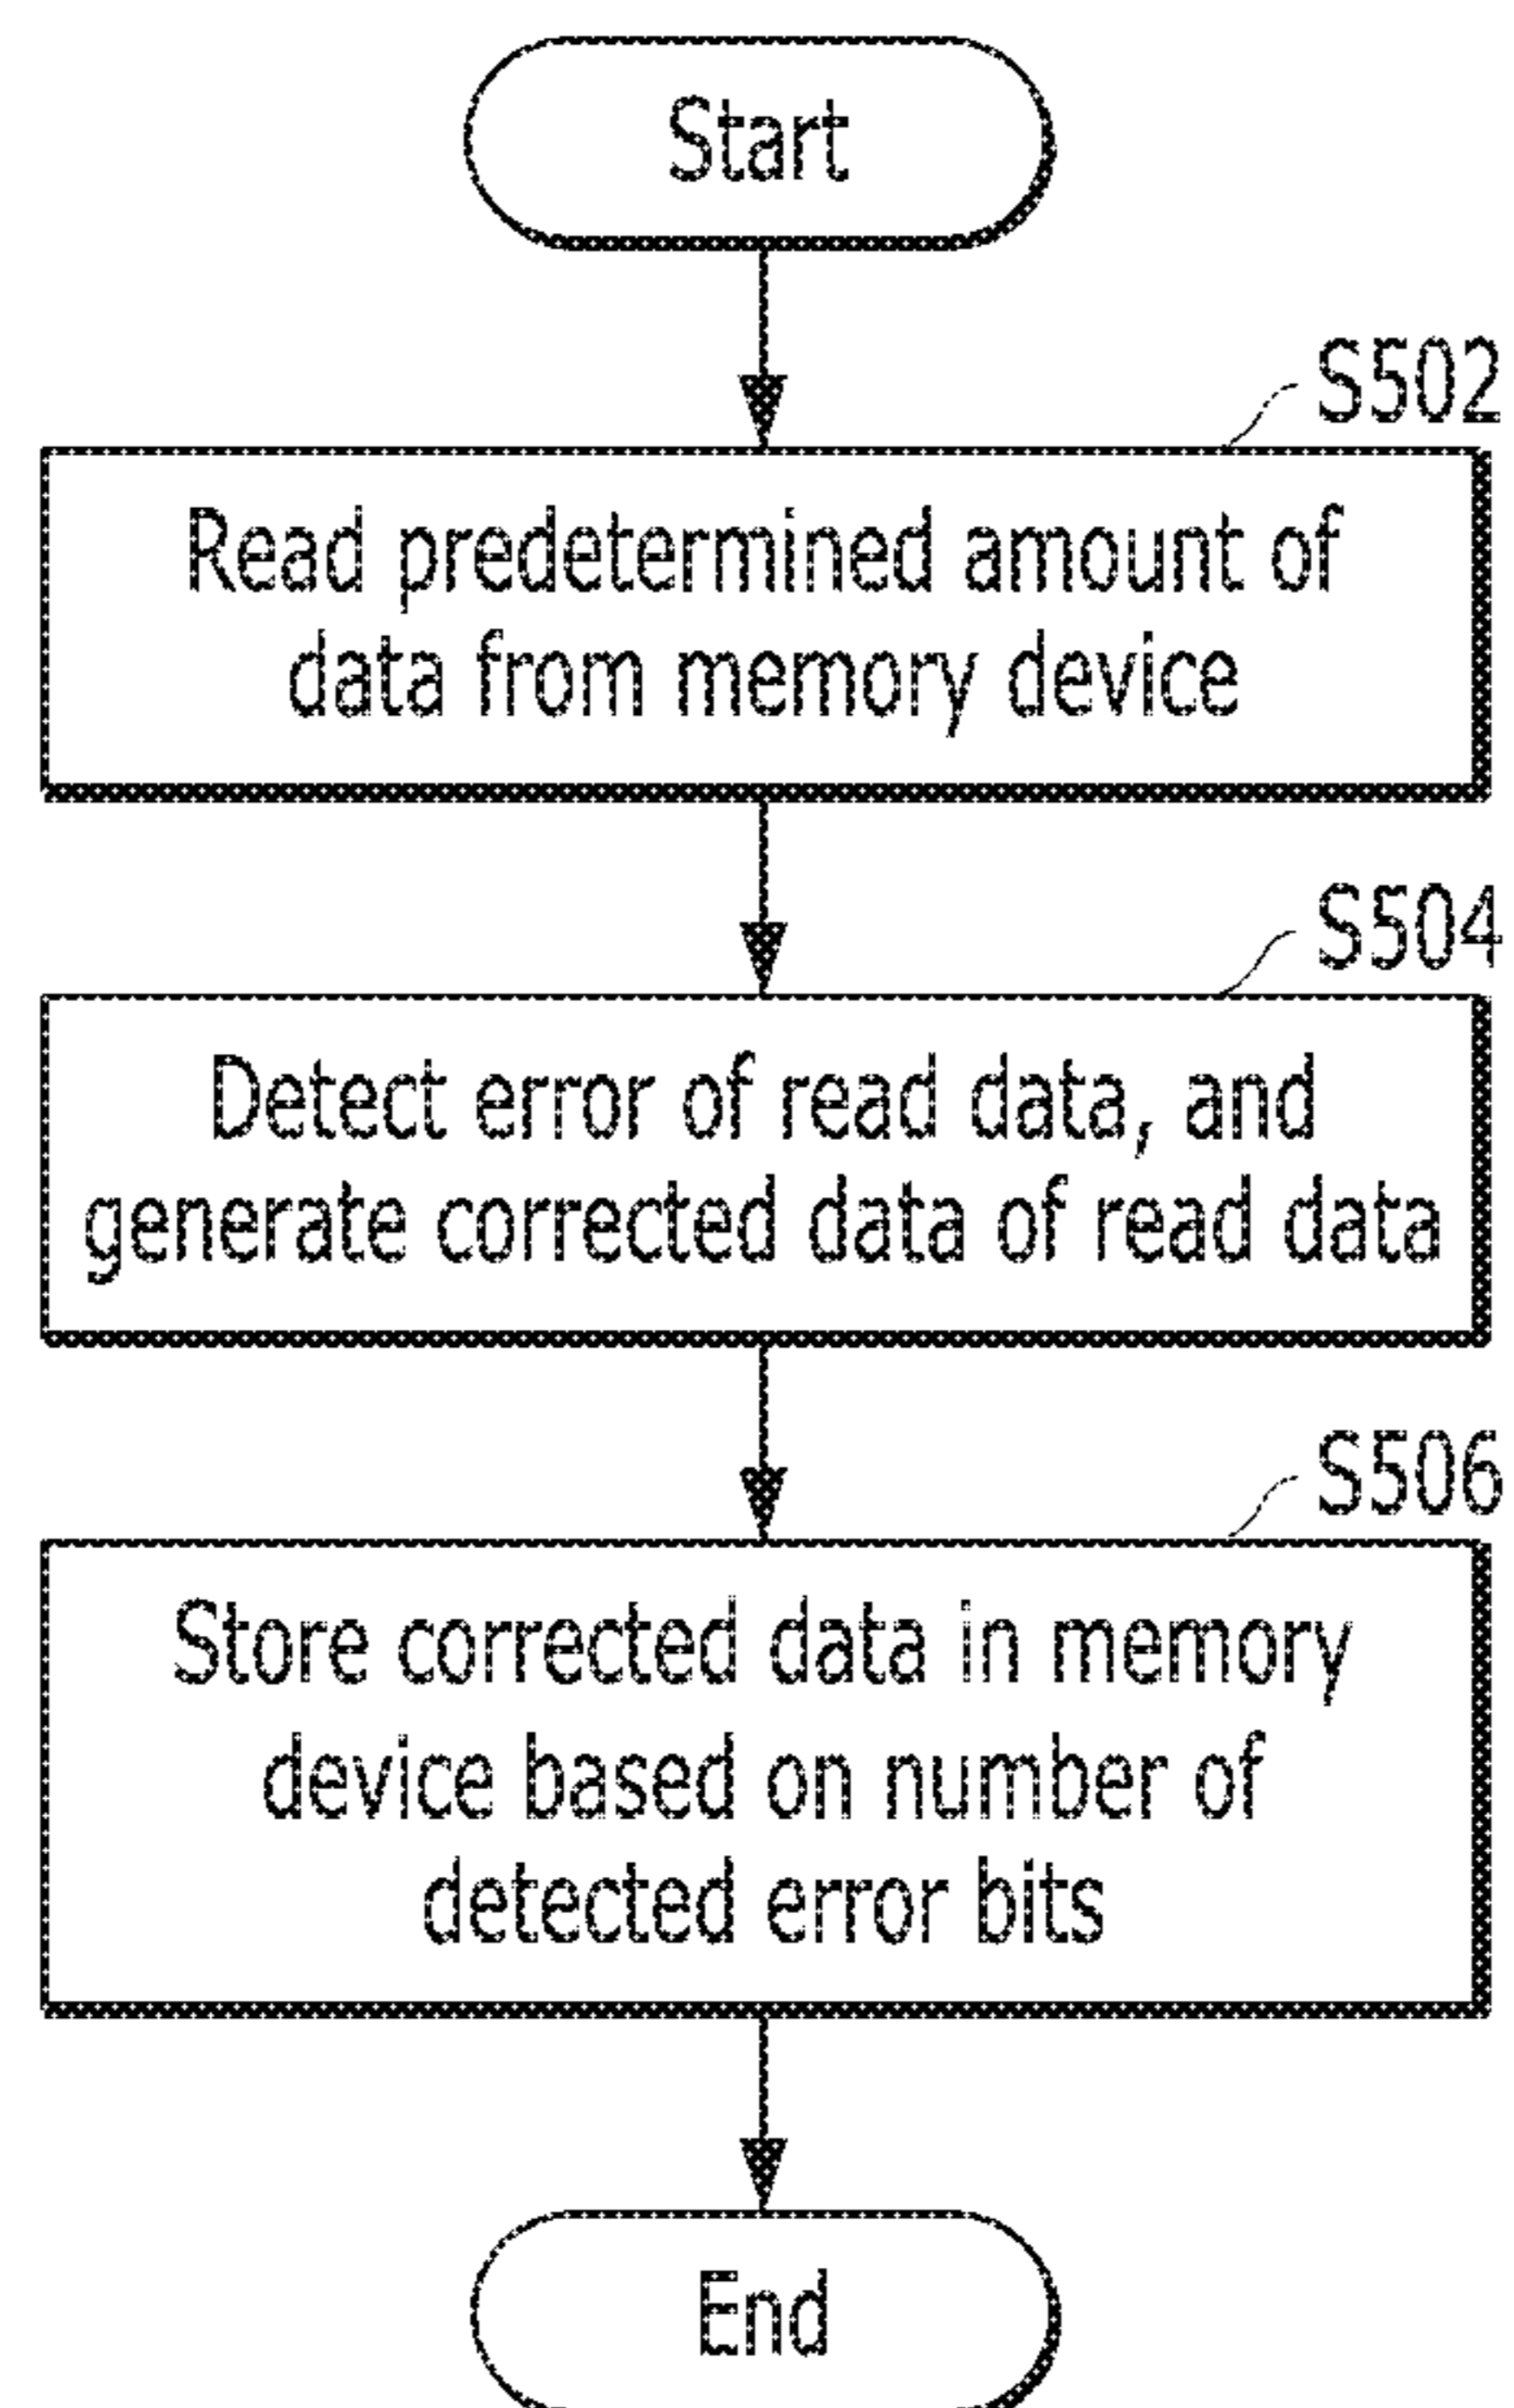 Start
S502
Read predetermined amount of
data from memory device
S504
Detect error of read data, and
generate corrected data of read data
S506
Store corrected data in memory
device based on number of
detected error bits
End